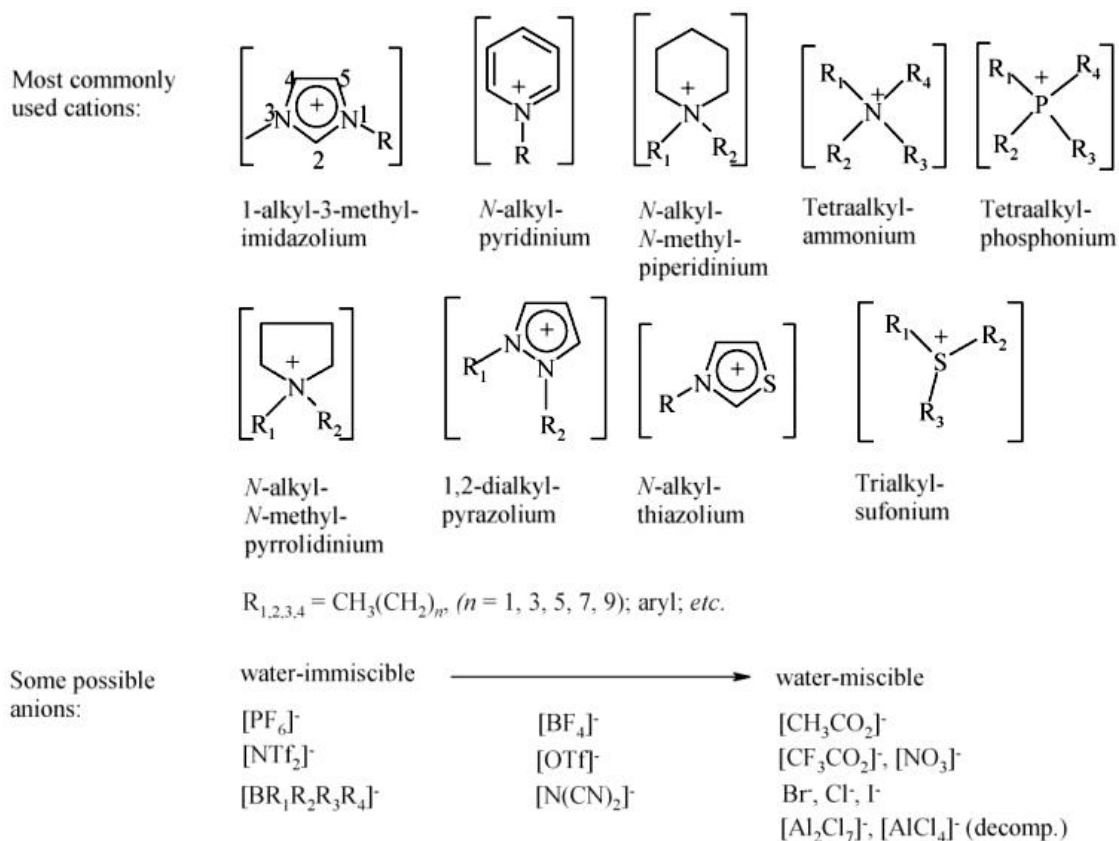 Most commonly
used cations:
4 5
3 N + N 1
2 R
N +
R
N +
R1 R2
R1 + R4
N
R2 R3
R1 + R4
P
R2 R3
1-alkyl-3-methyl-
imidazolium
N-alkyl-
pyridinium
N-alkyl-
N-methyl-
piperidinium
Tetraalkyl-
ammonium
Tetraalkyl-
phosphonium
+
N
R1 R2
N +
R1 N
R2
N + S
R
R1 + R2
S
R3
N-alkyl-
N-methyl-
pyrrolidinium
1,2-dialkyl-
pyrazolium
N-alkyl-
thiazolium
Trialkyl-
sufonium
R1,2,3,4 = CH3(CH2)n, (n = 1, 3, 5, 7, 9); aryl; etc.
Some possible
anions:
water-immiscible
water-miscible
[PF6]-
[BF4]-
[CH3CO2]-
[NTf2]-
[OTf]-
[CF3CO2]-, [NO3]-
[BR1R2R3R4]-
[N(CN)2]-
Br-, Cl-, I-
[Al2Cl7]-, [AlCl4]- (decomp.)